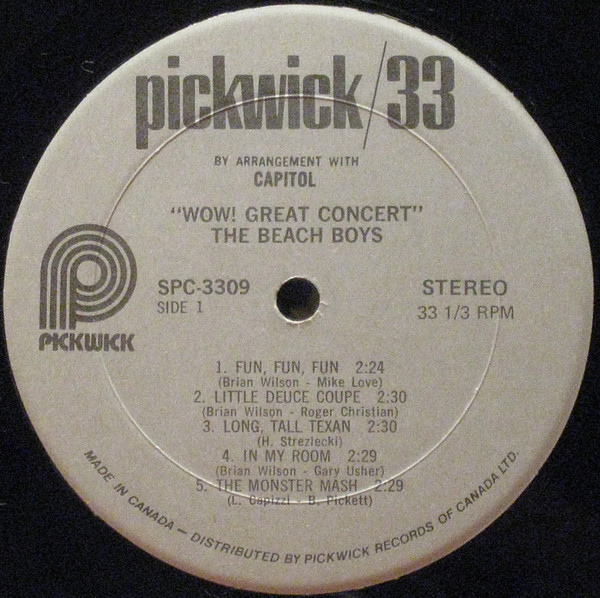 pickwick/33
BY ARRANGEMENT WITH
CAPITOL
"WOW! GREAT CONCERT"
THE BEACH BOYS
PICKWICK
SPC-3309
SIDE 1
STEREO
33 1/3 RPM
1. FUN, FUN, FUN 2:24
(Brian Wilson - Mike Love)
2. LITTLE DEUCE COUPE 2:30
(Brian Wilson - Roger Christian)
3. LONG, TALL TEXAN 2:30
(H. Strezlecki)
4. IN MY ROOM 2:29
(Brian Wilson - Gary Usher)
5. THE MONSTER MASH 2:29
(L. Capizzi - B. Pickett)
MADE IN CANADA — DISTRIBUTED BY PICKWICK RECORDS OF CANADA LTD.